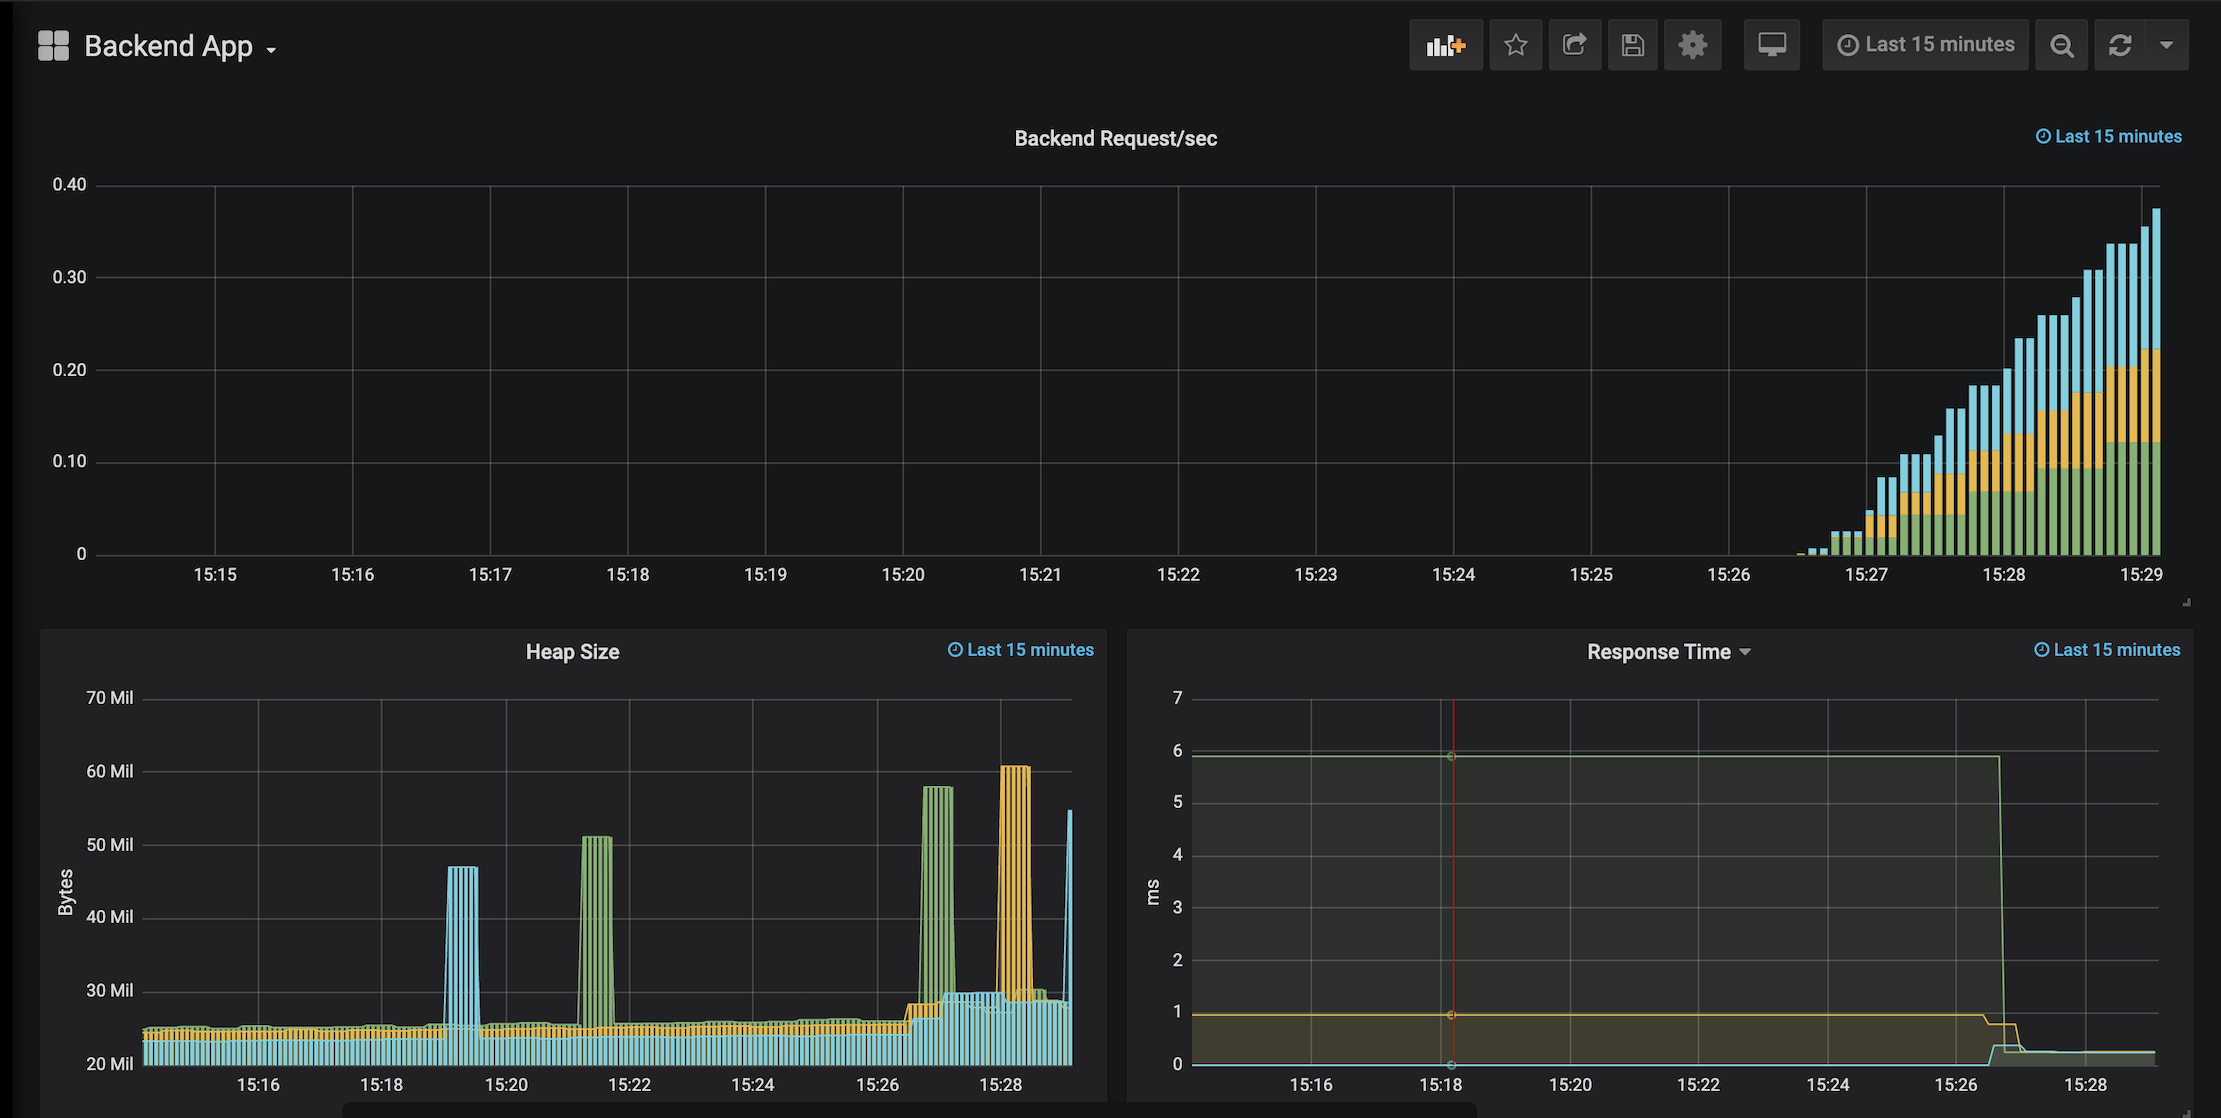 Backend App
Last 15 minutes
Backend Request/sec
Last 15 minutes
0.40
0.30
0.20
0.10
0
15:15 15:16 15:17 15:18 15:19 15:20 15:21 15:22 15:23 15:24 15:25 15:26 15:27 15:28 15:29
Heap Size
Last 15 minutes
70 Mil
60 Mil
50 Mil
40 Mil
30 Mil
20 Mil
Bytes
15:16 15:18 15:20 15:22 15:24 15:26 15:28
Response Time
Last 15 minutes
7
6
5
4
3
2
1
0
ms
15:16 15:18 15:20 15:22 15:24 15:26 15:28